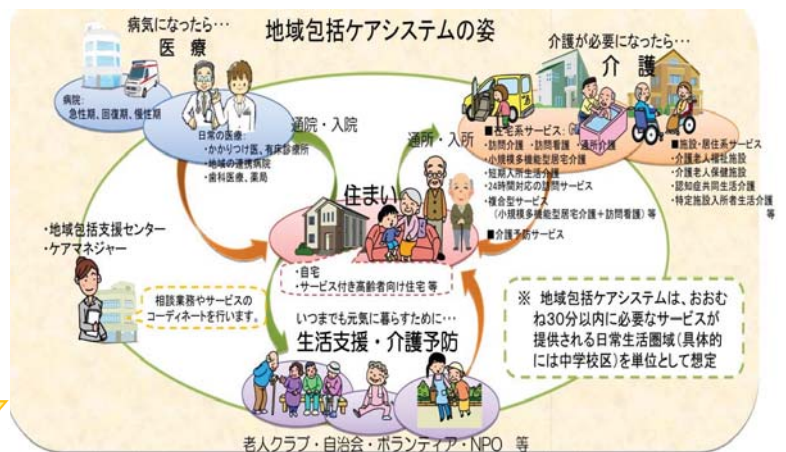 地域包括ケアシステムの姿
病気になったら…
医 療
病院:
急性期、回復期、慢性期
日常の医療:
・かかりつけ医、有床診療所
・地域の連携病院
・歯科医療、薬局
通院・入院
介護が必要になったら…
介 護
通所・入所
■在宅系サービス:
・訪問介護 ・訪問看護 ・通所介護
・小規模多機能型居宅介護
・短期入所生活介護
・24時間対応の訪問サービス
・複合型サービス
(小規模多機能型居宅介護+訪問看護) 等
■介護予防サービス
■施設・居住系サービス
・介護老人福祉施設
・介護老人保健施設
・認知症共同生活介護
・特定施設入所者生活介護
等
住まい
・自宅
・サービス付き高齢者向け住宅 等
・地域包括支援センター
・ケアマネジャー
相談業務やサービスの
コーディネートを行います。
いつまでも元気に暮らすために…
生活支援・介護予防
老人クラブ・自治会・ボランティア・NPO 等
※ 地域包括ケアシステムは、おおむ
ね30分以内に必要なサービスが
提供される日常生活圏域(具体的
には中学校区)を単位として想定